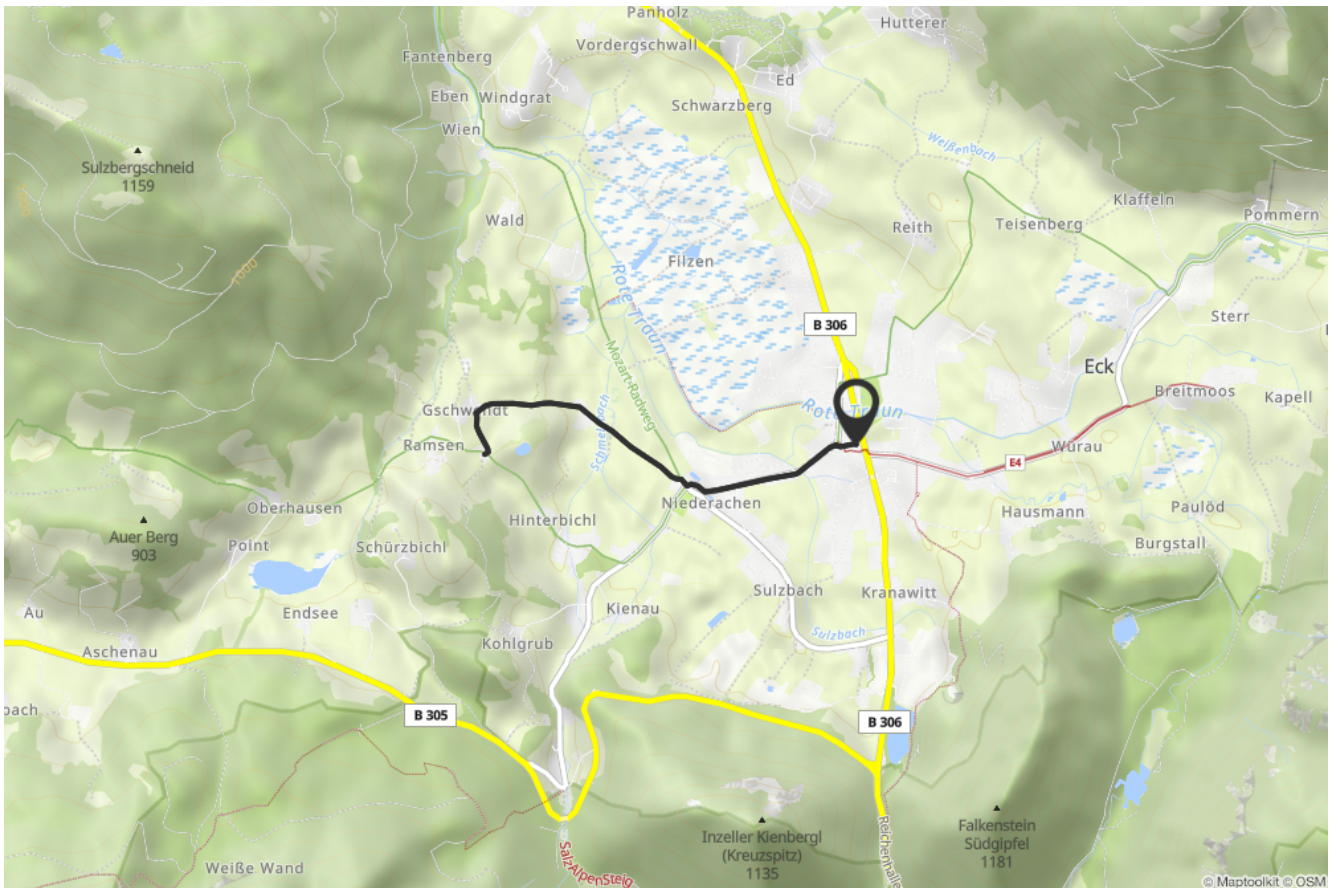 Panholz
Hutterer
Vordergschwall
Fantenberg
Ed
Eben
Windgrat
Schwarzberg
Wien
Weißenbach
Sulzbergschneid
1159
Klaffeln
Pommern
Wald
Reith
Teisenberg
Filzen
1000
Rote Traun
Sterr
B 306
Mozart-Radweg
Eck
Breitmoos
Kapell
Gschwendt
Rote Traun
Schmelzbach
Ramsen
Würau
E4
Oberhausen
Niederachen
Hausmann
Paulöd
Hinterbichl
Auer Berg
903
Point
Schürzbichl
Burgstall
Sulzbach
Kranawitt
Au
Endsee
Kienau
Sulzbach
Kohlgrub
Aschenau
bach
B 305
B 306
Inzeller Kienbergl
(Kreuzspitz)
1135
Falkenstein
Südgipfel
1181
Reichenhalle
SalzAlpenSteig
Weiße Wand
© Maptoolkit © OSM